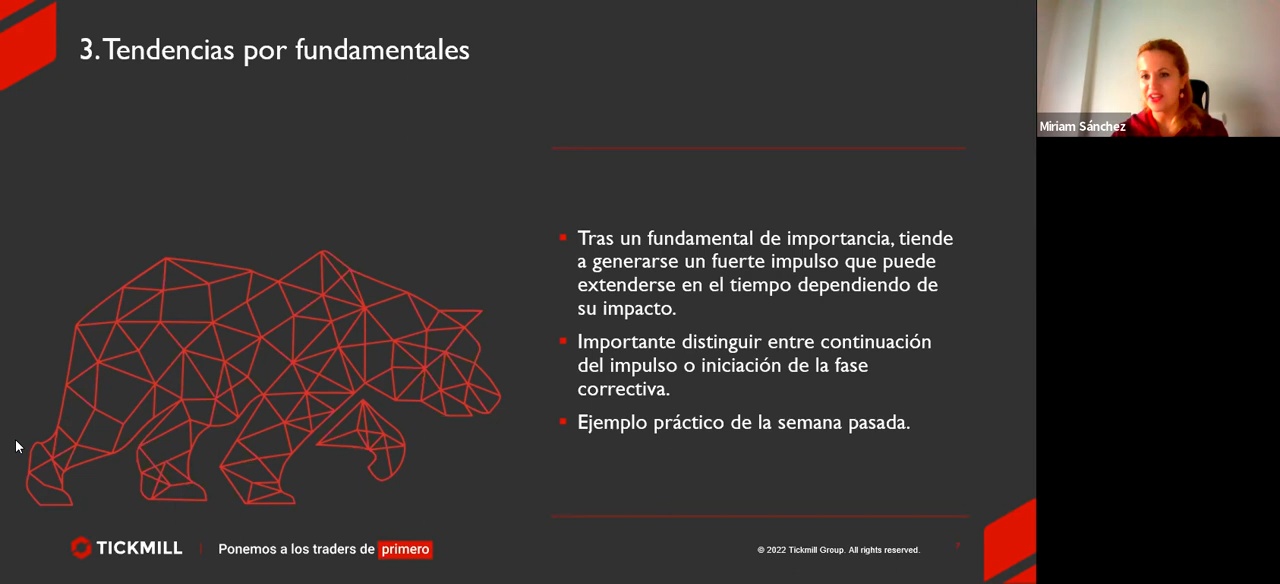 3. Tendencias por fundamentales
Miriam Sánchez
Tras un fundamental de importancia, tiende
a generarse un fuerte impulso que puede
extenderse en el tiempo dependiendo de
su impacto.
Importante distinguir entre continuación
del impulso o iniciación de la fase
correctiva.
Ejemplo práctico de la semana pasada.
TICKMILL | Ponemos a los traders de primero
© 2022 Tickmill Group. All rights reserved.
7